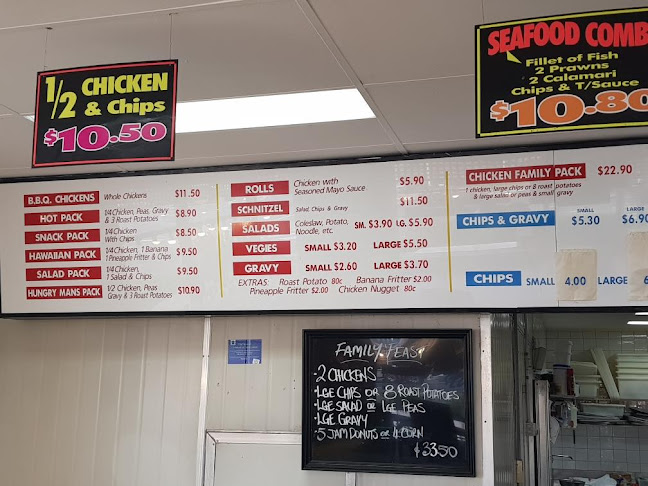 1/2 CHICKEN
& Chips
$10.50
SEAFOOD COMB
Fillet of Fish
2 Prawns
2 Calamari
Chips & T/Sauce
$10.80
B.B.Q. CHICKENS Whole Chickens $11.50
HOT PACK 1/4 Chicken, Peas, Gravy & 3 Roast Potatoes $8.90
SNACK PACK 1/4 Chicken With Chips $8.50
HAWAIIAN PACK 1/4 Chicken, 1 Banana 1 Pineapple Fritter & Chips $9.50
SALAD PACK 1/4 Chicken, 1 Salad & Chips $9.50
HUNGRY MANS PACK 1/2 Chicken, Peas Gravy & 3 Roast Potatoes $10.90
ROLLS Chicken with Seasoned Mayo Sauce $5.90
SCHNITZEL Salad, Chips & Gravy $11.50
SALADS Coleslaw, Potato, Noodle, etc. SM. $3.90 LG. $5.90
VEGIES SMALL $3.20 LARGE $5.50
GRAVY SMALL $2.60 LARGE $3.70
EXTRAS: Roast Potato 80c Banana Fritter $2.00
Pineapple Fritter $2.00 Chicken Nugget 80c
CHICKEN FAMILY PACK $22.90
1 chicken, large chips or 8 roast potatoes
& large salad or peas & small gravy
CHIPS & GRAVY SMALL $5.30 LARGE $6.90
CHIPS SMALL 4.00 LARGE
FAMILY FEAST
- 2 CHICKENS
- LGE CHIPS OR 8 ROAST POTATOES
- LGE SALAD OR LGE PEAS
- LGE GRAVY
- 5 JAM DONUTS OR 4 CORN
$33.50